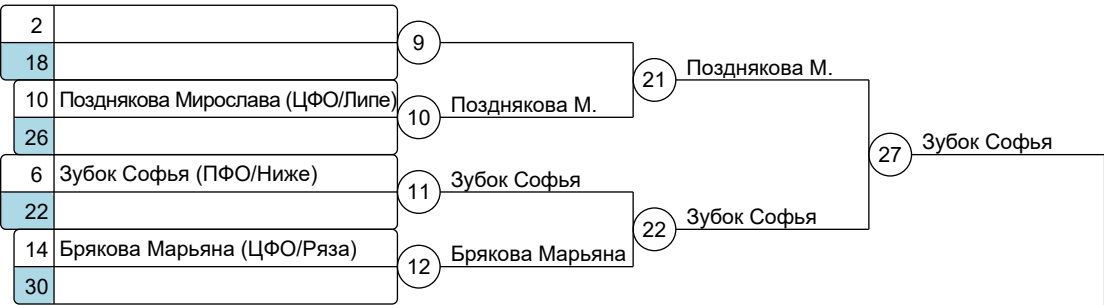 2
18
9
10 Позднякова Мирослава (ЦФО/Липе)
26
10
Позднякова М.
21
Позднякова М.
6 Зубок Софья (ПФО/Ниже)
22
11
Зубок Софья
14 Брякова Марьяна (ЦФО/Ряза)
30
12
Брякова Марьяна
22
Зубок Софья
27
Зубок Софья